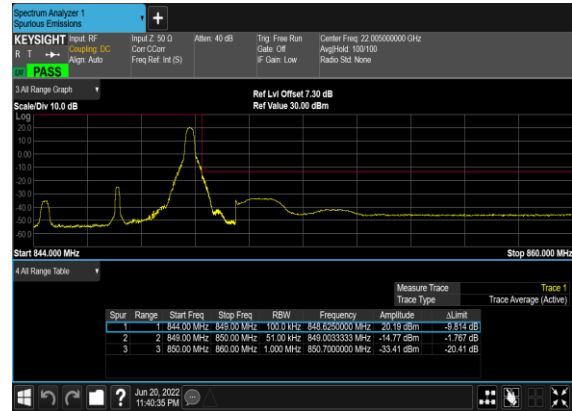 Spectrum Analyzer 1
Spurious Emissions
KEYSIGHT Input: RF
R T Coupling: DC
Align: Auto
Input Z: 50 Ω
Corr CCorr
Freq Ref: Int (S)
Atten: 40 dB
Trig: Free Run
Gate: Off
IF Gain: Low
Center Freq: 22.005000000 GHz
Avg|Hold: 100/100
Radio Std: None
PASS
3 All Range Graph
Ref Lvl Offset 7.30 dB
Scale/Div 10.0 dB
Ref Value 30.00 dBm
Log
20.0
10.0
0.00
-10.0
-20.0
-30.0
-40.0
-50.0
-60.0
Start 844.000 MHz
Stop 860.000 MHz
4 All Range Table
Measure Trace Trace 1
Trace Type Trace Average (Active)
Spur Range Start Freq Stop Freq RBW Frequency Amplitude ΔLimit
1 1 844.00 MHz 849.00 MHz 100.0 kHz 848.6250000 MHz 20.19 dBm -9.814 dB
2 2 849.00 MHz 850.00 MHz 51.00 kHz 849.0033333 MHz -14.77 dBm -1.767 dB
3 3 850.00 MHz 860.00 MHz 1.000 MHz 850.7000000 MHz -33.41 dBm -20.41 dB
? Jun 20, 2022
11:40:35 PM